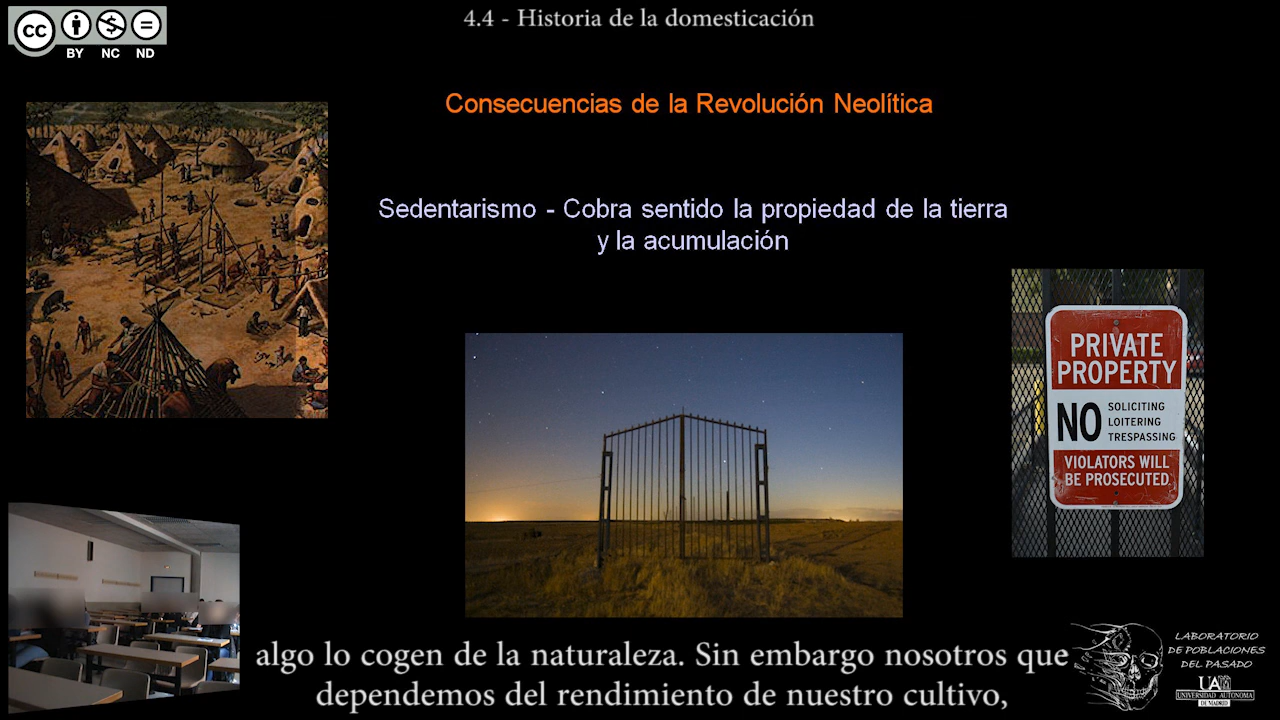 4.4 - Historia de la domesticación
cc
BY NC ND
Consecuencias de la Revolución Neolítica
Sedentarismo - Cobra sentido la propiedad de la tierra
y la acumulación
PRIVATE
PROPERTY
NO SOLICITING
LOITERING
TRESPASSING
VIOLATORS WILL
BE PROSECUTED
algo lo cogen de la naturaleza. Sin embargo nosotros que
dependemos del rendimiento de nuestro cultivo,
LABORATORIO
DE POBLACIONES
DEL PASADO
UAM
UNIVERSIDAD AUTONOMA
DE MADRID